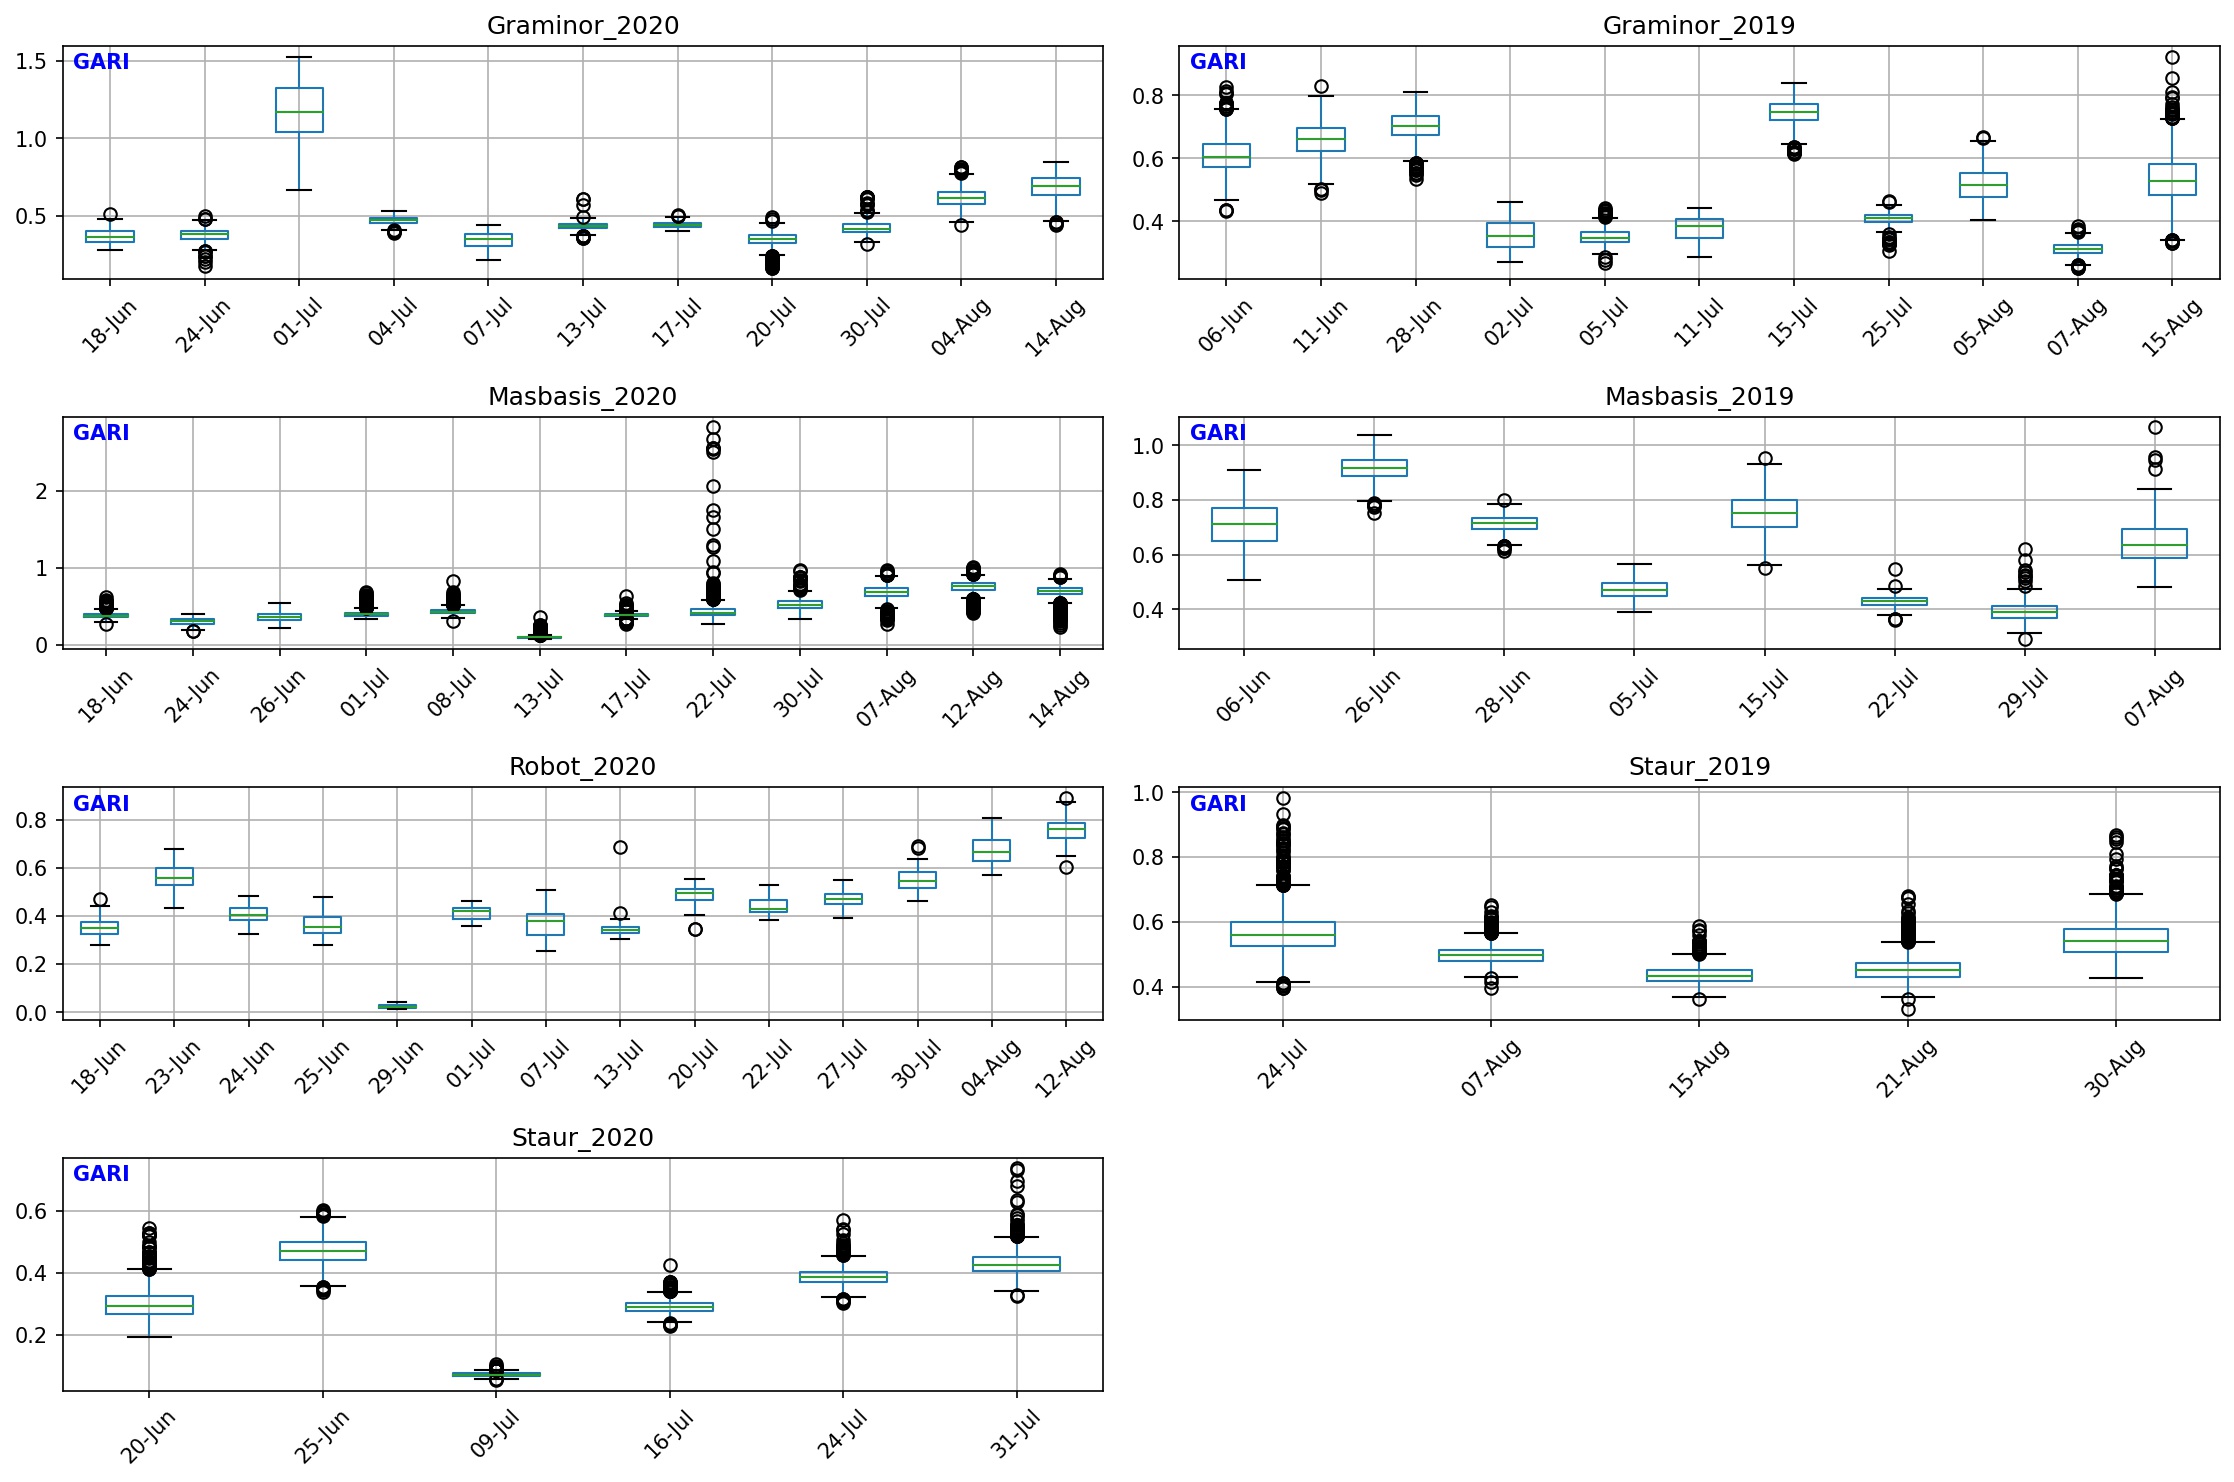 Graminor_2020
GARI
1.5
1.0
0.5
18-Jun 24-Jun 01-Jul 04-Jul 07-Jul 13-Jul 17-Jul 20-Jul 30-Jul 04-Aug 14-Aug
Graminor_2019
GARI
0.8
0.6
0.4
06-Jun 11-Jun 28-Jun 02-Jul 05-Jul 11-Jul 15-Jul 25-Jul 05-Aug 07-Aug 15-Aug
Masbasis_2020
GARI
2
1
0
18-Jun 24-Jun 26-Jun 01-Jul 08-Jul 13-Jul 17-Jul 22-Jul 30-Jul 07-Aug 12-Aug 14-Aug
Masbasis_2019
GARI
1.0
0.8
0.6
0.4
06-Jun 26-Jun 28-Jun 05-Jul 15-Jul 22-Jul 29-Jul 07-Aug
Robot_2020
GARI
0.8
0.6
0.4
0.2
0.0
18-Jun 23-Jun 24-Jun 25-Jun 29-Jun 01-Jul 07-Jul 13-Jul 20-Jul 22-Jul 27-Jul 30-Jul 04-Aug 12-Aug
Staur_2019
GARI
1.0
0.8
0.6
0.4
24-Jul 07-Aug 15-Aug 21-Aug 30-Aug
Staur_2020
GARI
0.6
0.4
0.2
20-Jun 25-Jun 09-Jul 16-Jul 24-Jul 31-Jul